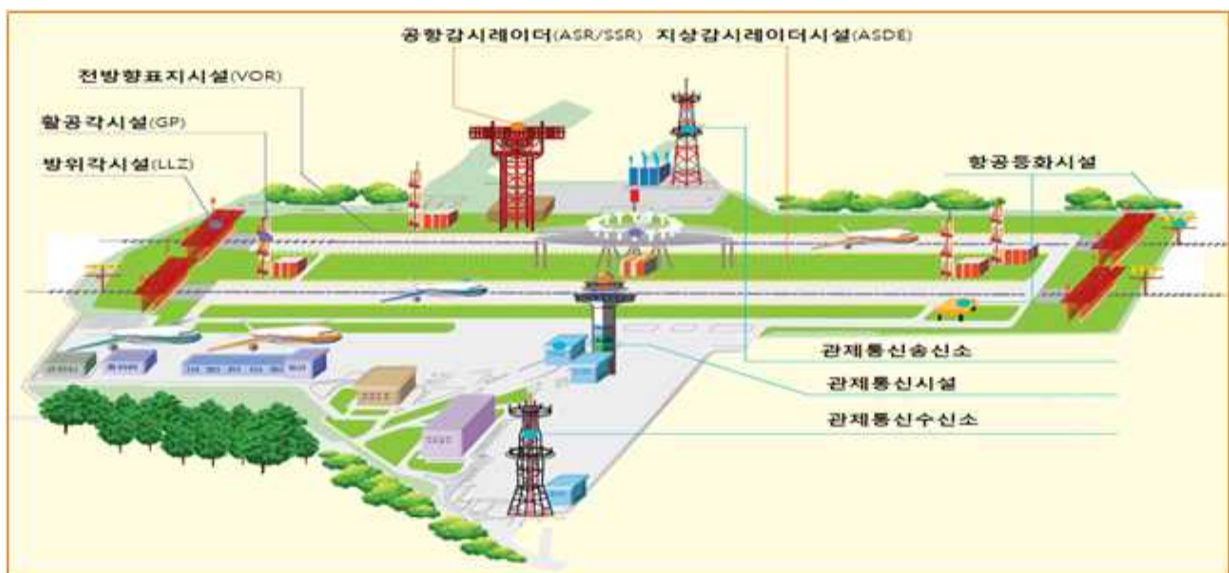 공항감시레이더(ASR/SSR) 지상감시레이더시설(ASDE)
전방향표지시설(VOR)
활공각시설(GP)
방위각시설(LLZ)
항공등화시설
관제통신송신소
관제통신시설
관제통신수신소